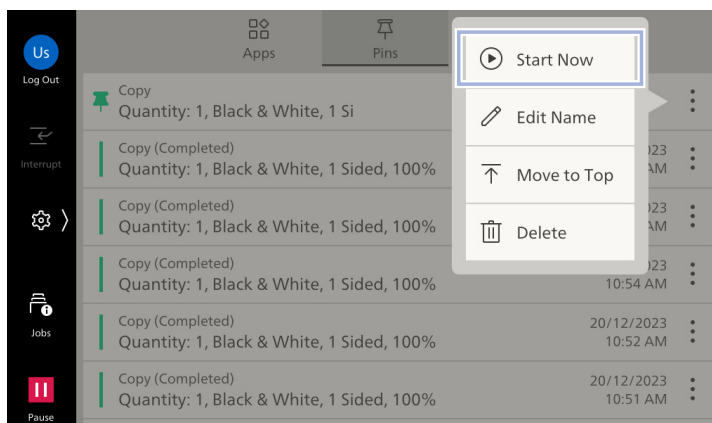 Us
Log Out
Interrupt
Jobs
Pause
Apps
Pins
Copy
Quantity: 1, Black & White, 1 Si
Copy (Completed)
Quantity: 1, Black & White, 1 Sided, 100%
Copy (Completed)
Quantity: 1, Black & White, 1 Sided, 100%
Copy (Completed)
Quantity: 1, Black & White, 1 Sided, 100%
10:54 AM
Copy (Completed)
20/12/2023
Quantity: 1, Black & White, 1 Sided, 100%
10:52 AM
Copy (Completed)
20/12/2023
Quantity: 1, Black & White, 1 Sided, 100%
10:51 AM
Start Now
Edit Name
Move to Top
Delete